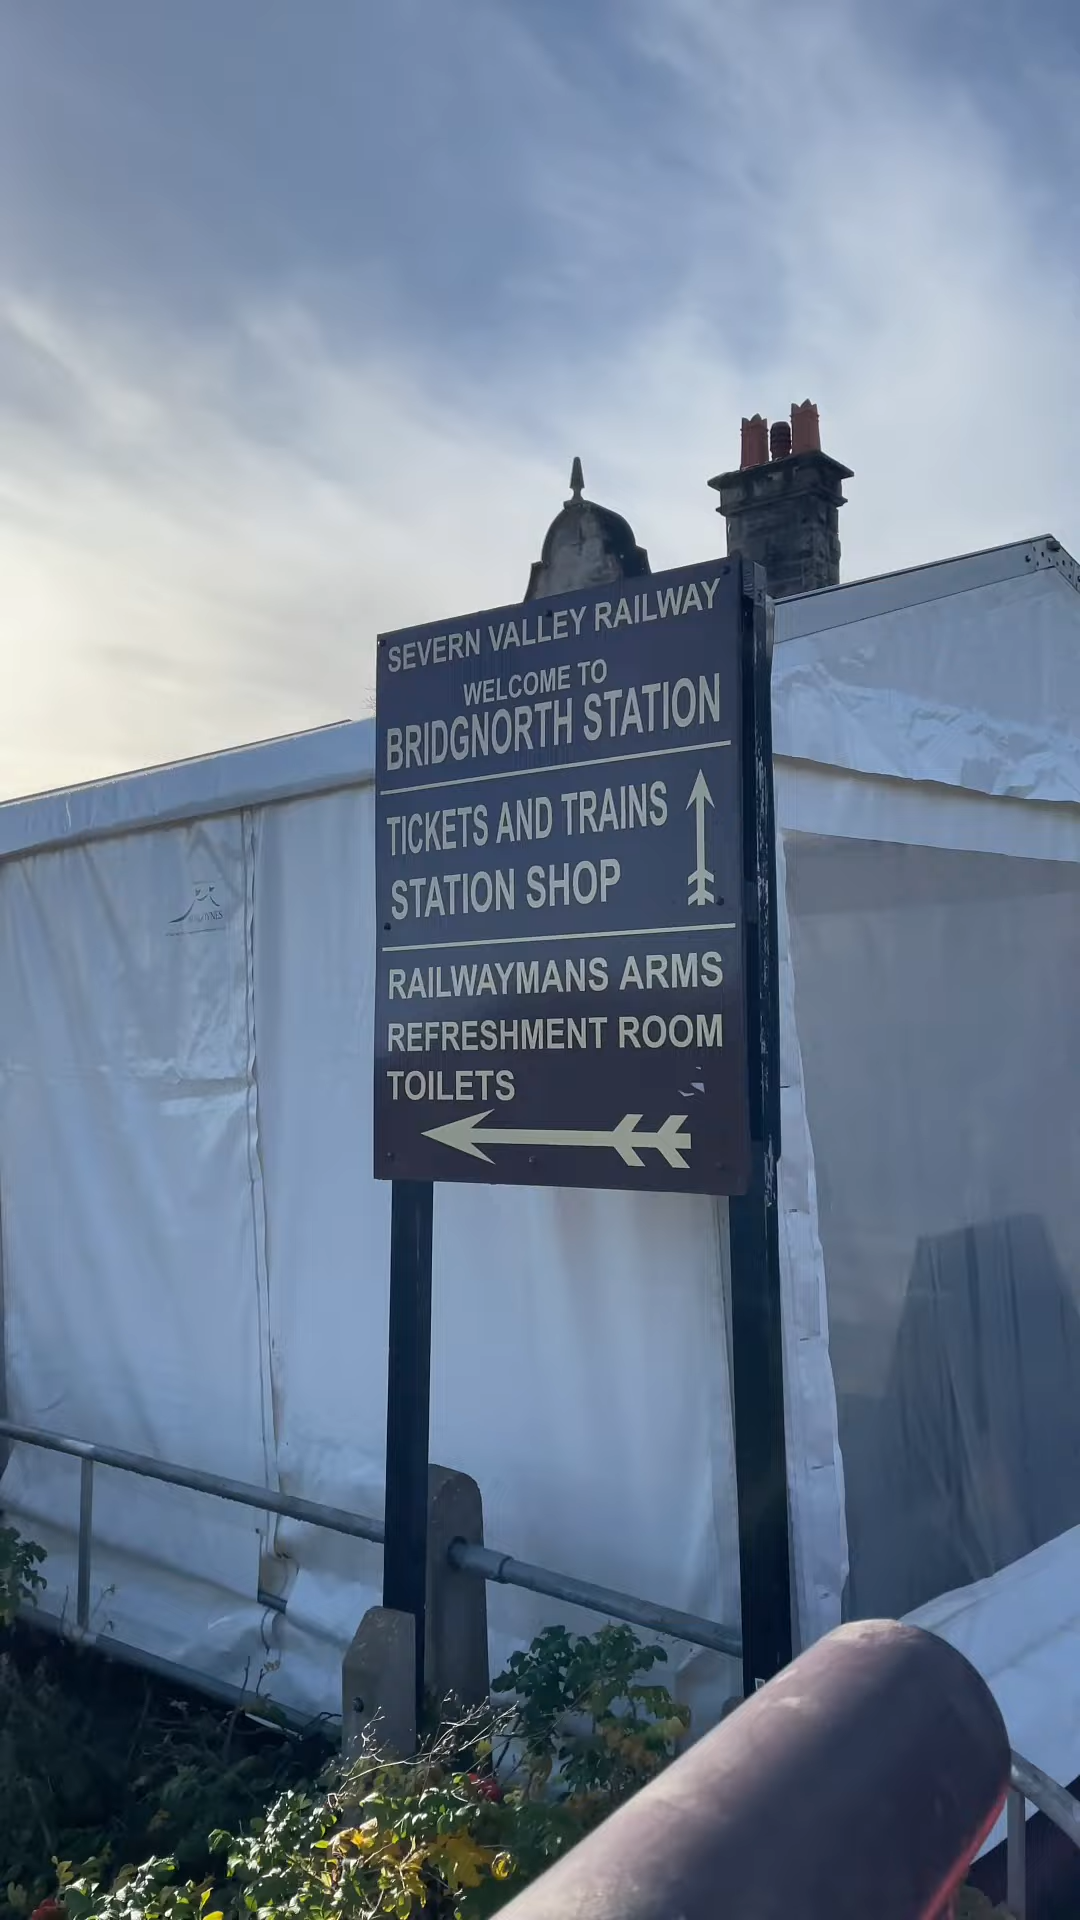 SEVERN VALLEY RAILWAY
WELCOME TO
BRIDGNORTH STATION
TICKETS AND TRAINS
STATION SHOP
RAILWAYMANS ARMS
REFRESHMENT ROOM
TOILETS